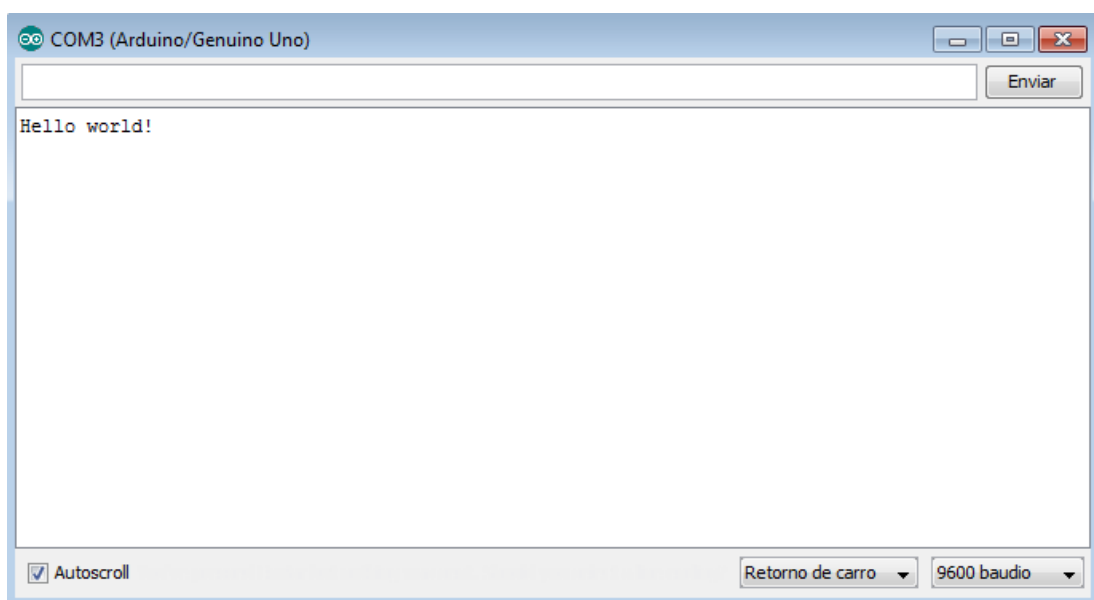 COM3 (Arduino/Genuino Uno)
Enviar
Hello world!
Autoscroll
Retorno de carro
9600 baudio